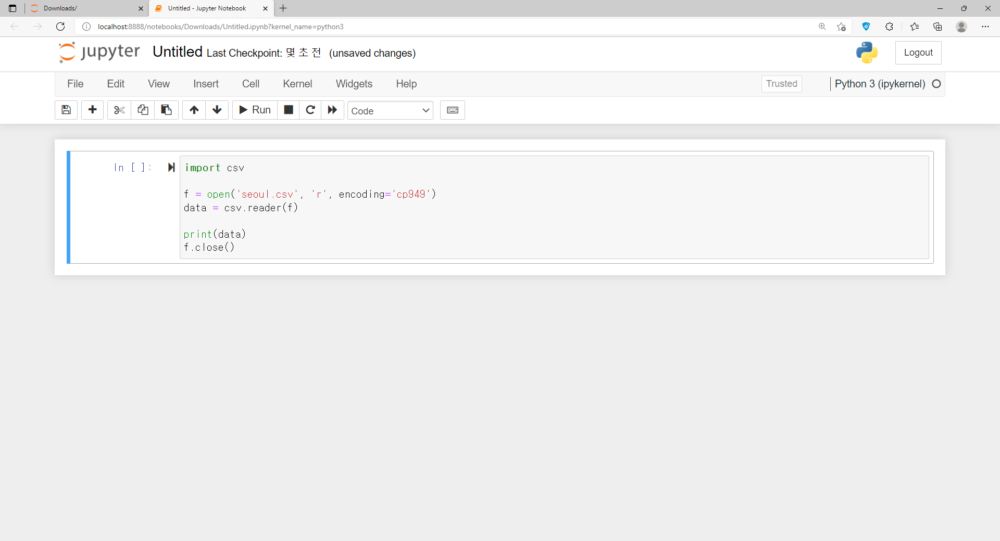 Downloads/
Untitled - Jupyter Notebook
localhost:8888/notebooks/Downloads/Untitled.ipynb?kernel_name=python3
jupyter Untitled Last Checkpoint: 몇 초 전 (unsaved changes)
Logout
File Edit View Insert Cell Kernel Widgets Help
Trusted
Python 3 (ipykernel)
Run
Code
In [ ]:
import csv
f = open('seoul.csv', 'r', encoding='cp949')
data = csv.reader(f)
print(data)
f.close()